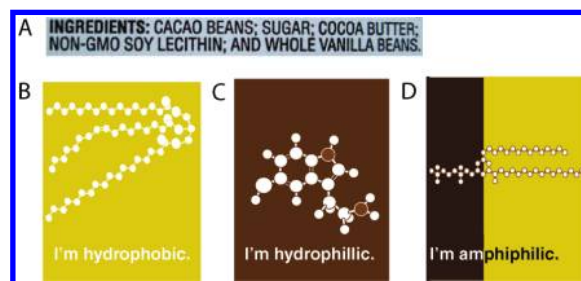 A
INGREDIENTS: CACAO BEANS; SUGAR; COCOA BUTTER;
NON-GMO SOY LECITHIN; AND WHOLE VANILLA BEANS.
B
C
D
I'm hydrophobic.
I'm hydrophillic.
I'm amphiphilic.